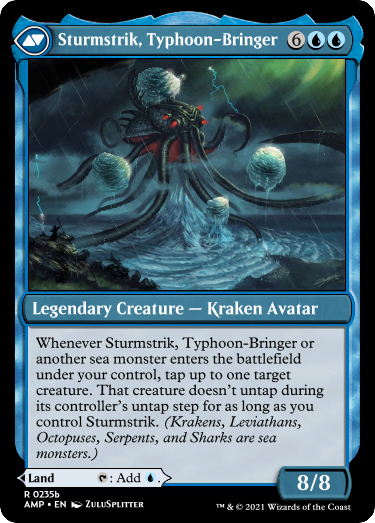 Sturmstrik, Typhoon-Bringer 6
Legendary Creature — Kraken Avatar
Whenever Sturmstrik, Typhoon-Bringer or
another sea monster enters the battlefield
under your control, tap up to one target
creature. That creature doesn't untap during
its controller's untap step for as long as you
control Sturmstrik. (Krakens, Leviathans,
Octopuses, Serpents, and Sharks are sea
monsters.)
Land : Add .
8/8
R 0235b
AMP • EN ZuluSplitter
™ & © 2021 Wizards of the Coast